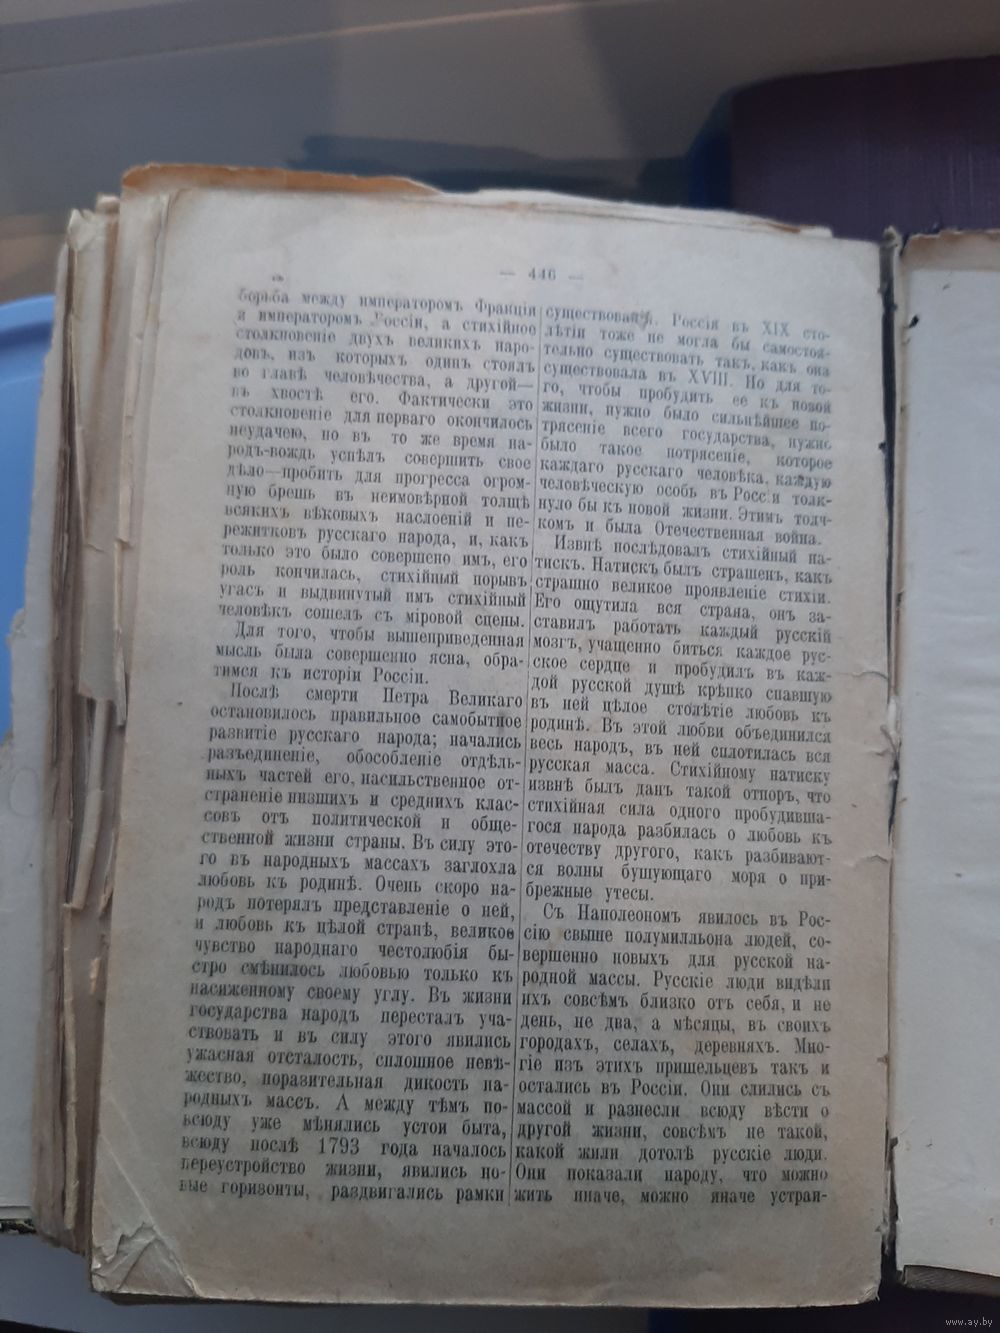 — 446 —
борьба между императоромъ Франціи
и императоромъ Россіи, а стихійное
столкновеніе двухъ великихъ наро-
довъ, изъ которыхъ одинъ стоялъ
во главѣ человѣчества, а другой—
въ хвостѣ его. Фактически это
столкновеніе для перваго окончилось
неудачею, но въ то же время на-
родъ-вождь успѣлъ совершить свое
дѣло—пробить для прогресса огром-
ную брешь въ неимовѣрной толщѣ
всякихъ вѣковыхъ наслоеній и пе-
режитковъ русскаго народа, и, какъ
только это было совершено имъ, его
роль кончилась, стихійный порывъ
угасъ и выдвинутый имъ стихійный
человѣкъ сошелъ съ міровой сцены.
Для того, чтобы вышеприведенная
мысль была совершенно ясна, обра-
тимся къ исторіи Россіи.
Послѣ смерти Петра Великаго
остановилось правильное самобытное
развитіе русскаго народа; начались
разъединеніе, обособленіе отдѣль-
ныхъ частей его, насильственное от-
страненіе низшихъ и среднихъ клас-
совъ отъ политической и обще-
ственной жизни страны. Въ силу это-
го въ народныхъ массахъ заглохла
любовь къ родинѣ. Очень скоро на-
родъ потерялъ представленіе о ней,
и любовь къ цѣлой странѣ, великое
чувство народнаго честолюбія бы-
стро смѣнилось любовью только къ
насиженному своему углу. Въ жизни
государства народъ пересталъ уча-
ствовать и въ силу этого явились
ужасная отсталость, сплошное невѣ-
жество, поразительная дикость на-
родныхъ массъ. А между тѣмъ по-
всюду уже мѣнялись устои быта,
всюду послѣ 1793 года началось
переустройство жизни, явились но-
вые горизонты, раздвигались рамки
существованія. Россія въ XIX сто-
лѣтіи тоже не могла бы самостоя-
тельно существовать такъ, какъ она
существовала въ XVIII. Но для то-
го, чтобы пробудить ее къ новой
жизни, нужно было сильнѣйшее по-
трясеніе всего государства, нужно
было такое потрясеніе, которое
каждаго русскаго человѣка, каждую
человѣческую особь въ Россіи толк-
нуло бы къ новой жизни. Этимъ толч-
комъ и была Отечественная война.
Извнѣ послѣдовалъ стихійный на-
тискъ. Натискъ былъ страшенъ, какъ
страшно великое проявленіе стихіи.
Его ощутила вся страна, онъ за-
ставилъ работать каждый русскій
мозгъ, учащенно биться каждое рус-
ское сердце и пробудилъ въ каж-
дой русской душѣ крѣпко спавшую
въ ней цѣлое столѣтіе любовь къ
родинѣ. Въ этой любви объединился
весь народъ, въ ней сплотилась вся
русская масса. Стихійному натиску
извнѣ былъ данъ такой отпоръ, что
стихійная сила одного пробудивша-
гося народа разбилась о любовь къ
отечеству другого, какъ разбивают-
ся волны бушующаго моря о при-
брежные утесы.
Съ Наполеономъ явилось въ Рос-
сію свыше полумилльона людей, со-
вершенно новыхъ для русской на-
родной массы. Русскіе люди видѣли
ихъ совсѣмъ близко отъ себя, и не
день, не два, а мѣсяцы, въ своихъ
городахъ, селахъ, деревняхъ. Мно-
гіе изъ этихъ пришельцевъ такъ и
остались въ Россіи. Они слились съ
массой и разнесли всюду вѣсти о
другой жизни, совсѣмъ не такой,
какой жили дотолѣ русскіе люди.
Они показали народу, что можно
жить иначе, можно иначе устраи-
www.ay.by